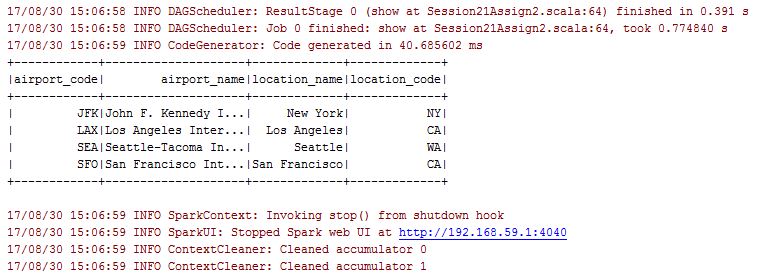 17/08/30 15:06:58 INFO DAGScheduler: ResultStage 0 (show at Session21Assign2.scala:64) finished in 0.391 s
17/08/30 15:06:58 INFO DAGScheduler: Job 0 finished: show at Session21Assign2.scala:64, took 0.774840 s
17/08/30 15:06:59 INFO CodeGenerator: Code generated in 40.685602 ms
+------------+--------------------+-------------+-------------+
|airport_code|        airport_name|location_name|location_code|
+------------+--------------------+-------------+-------------+
|         JFK|John F. Kennedy I...|     New York|           NY|
|         LAX|Los Angeles Inter...|  Los Angeles|           CA|
|         SEA|Seattle-Tacoma In...|      Seattle|           WA|
|         SFO|San Francisco Int...|San Francisco|           CA|
+------------+--------------------+-------------+-------------+
17/08/30 15:06:59 INFO SparkContext: Invoking stop() from shutdown hook
17/08/30 15:06:59 INFO SparkUI: Stopped Spark web UI at http://192.168.59.1:4040
17/08/30 15:06:59 INFO ContextCleaner: Cleaned accumulator 0
17/08/30 15:06:59 INFO ContextCleaner: Cleaned accumulator 1